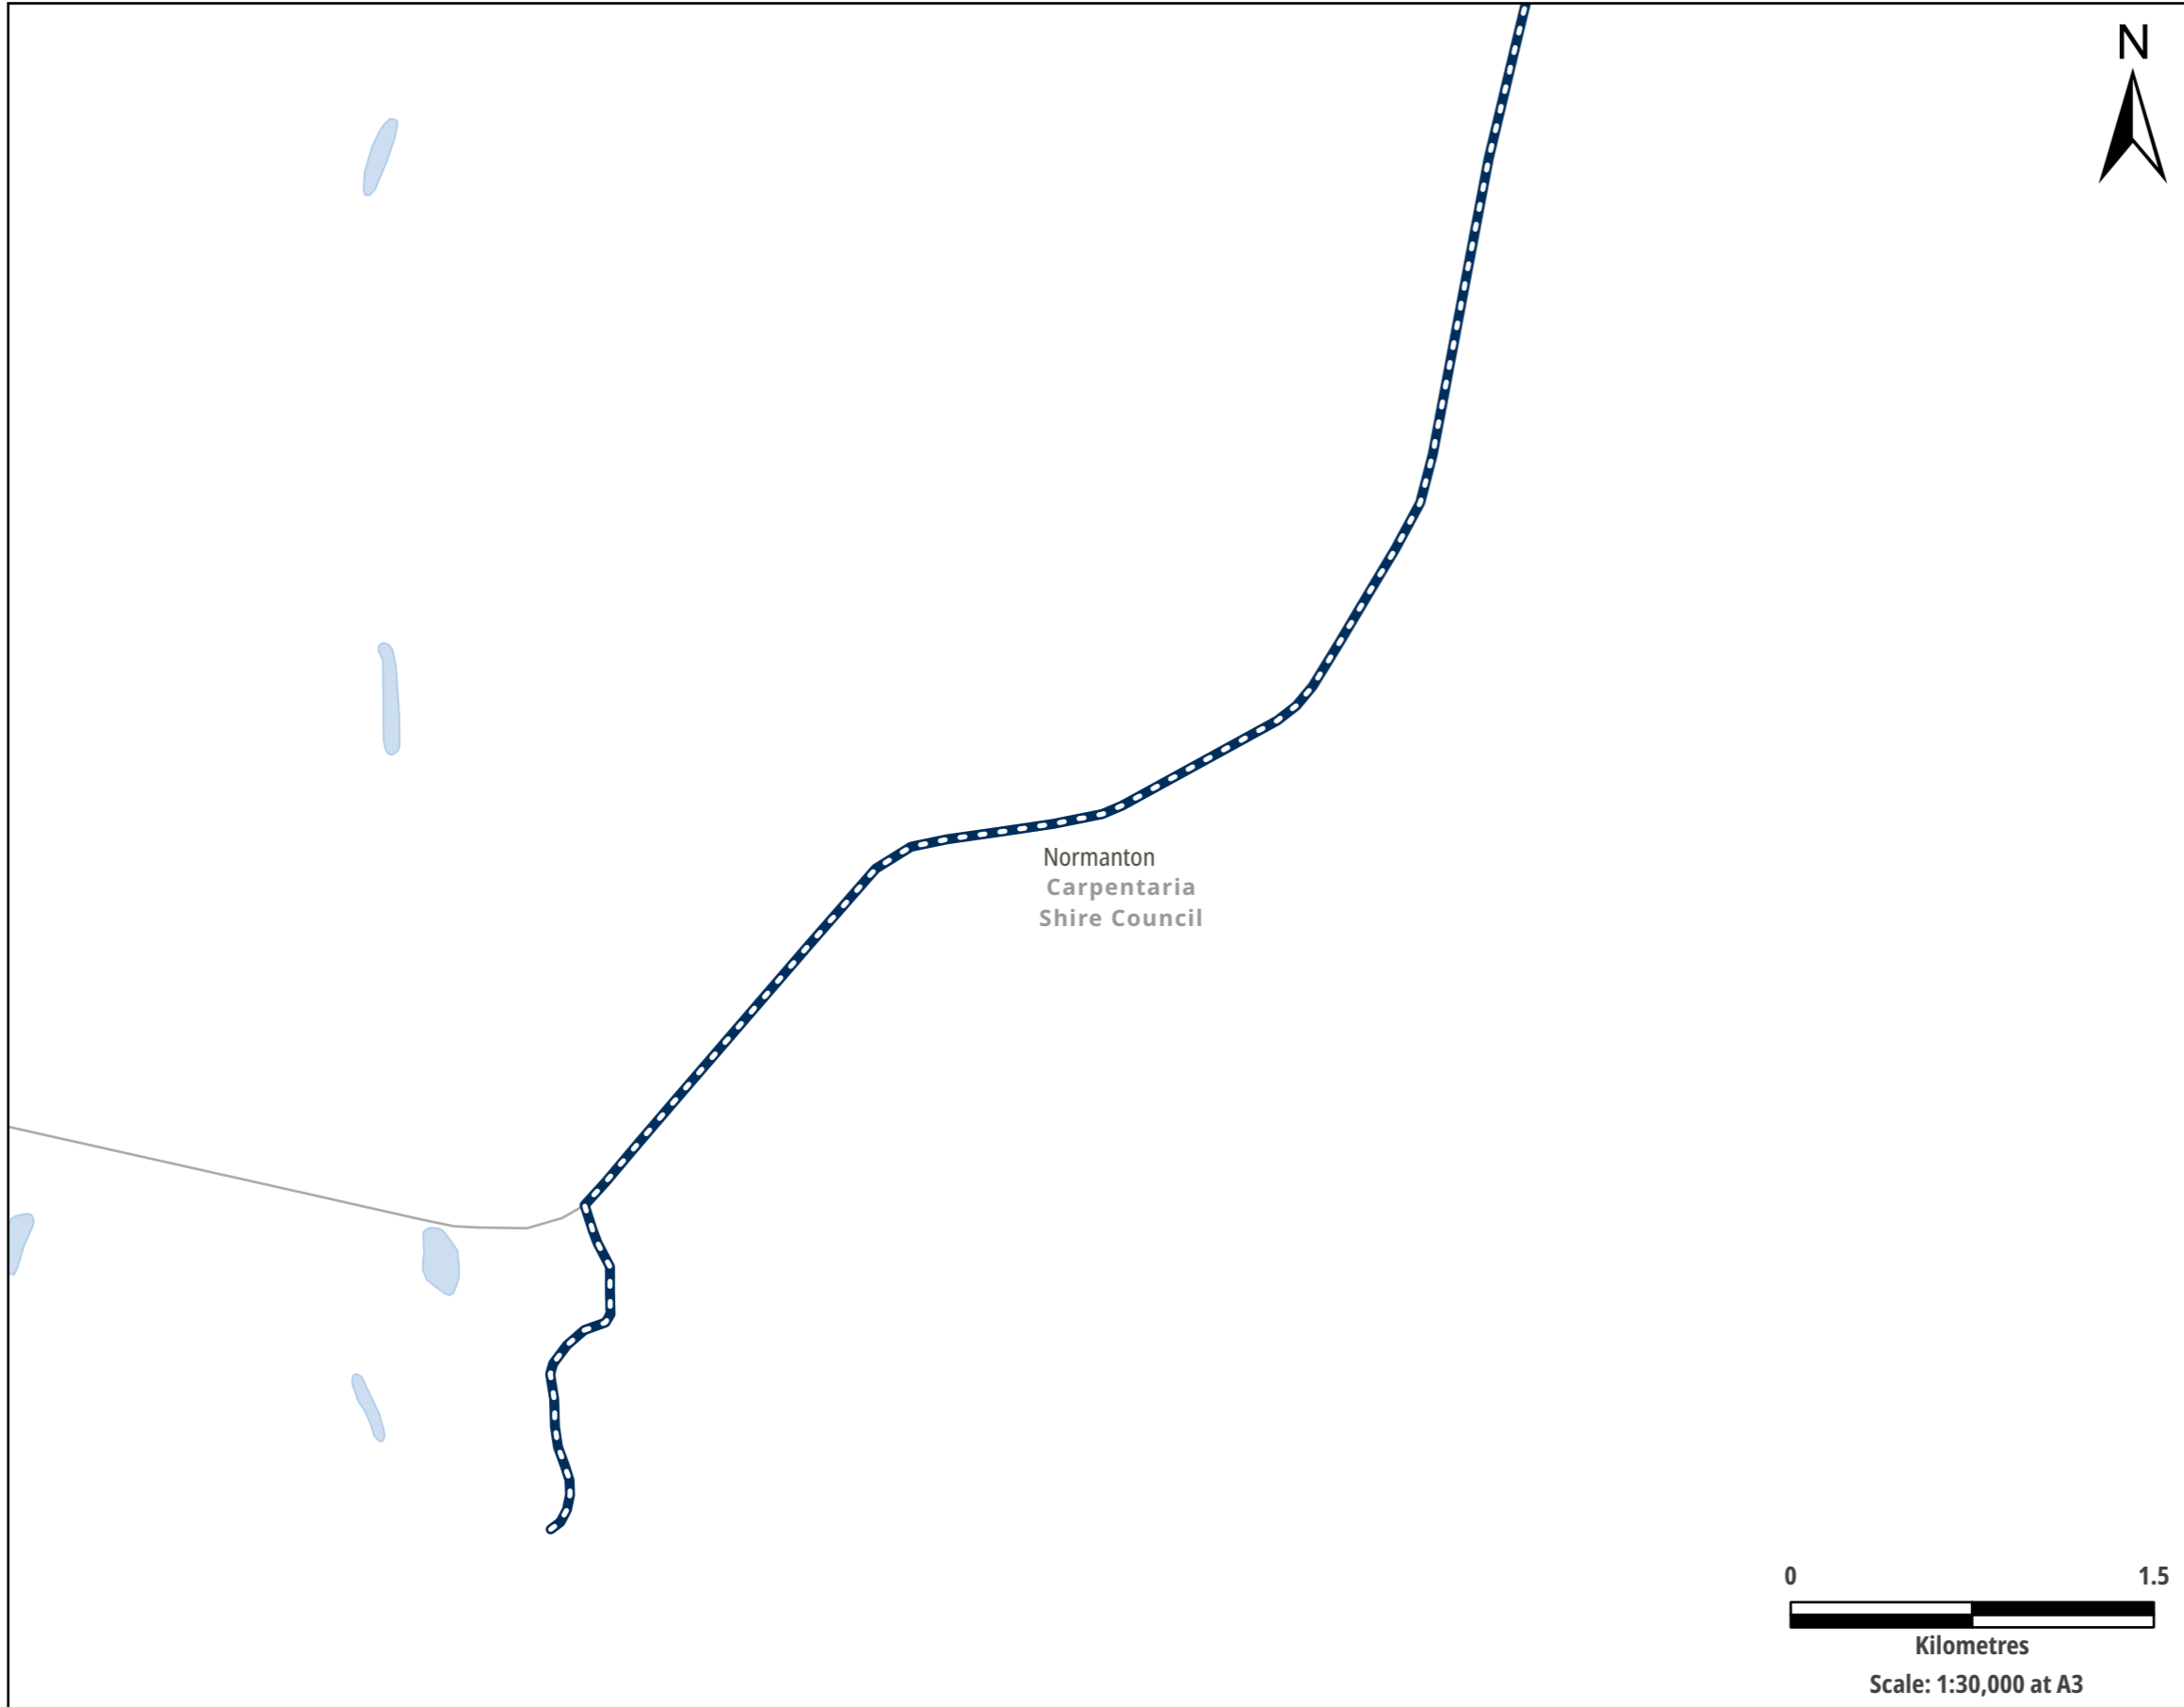 N
Normanton
Carpentaria
Shire Council
0 1.5
Kilometres
Scale: 1:30,000 at A3